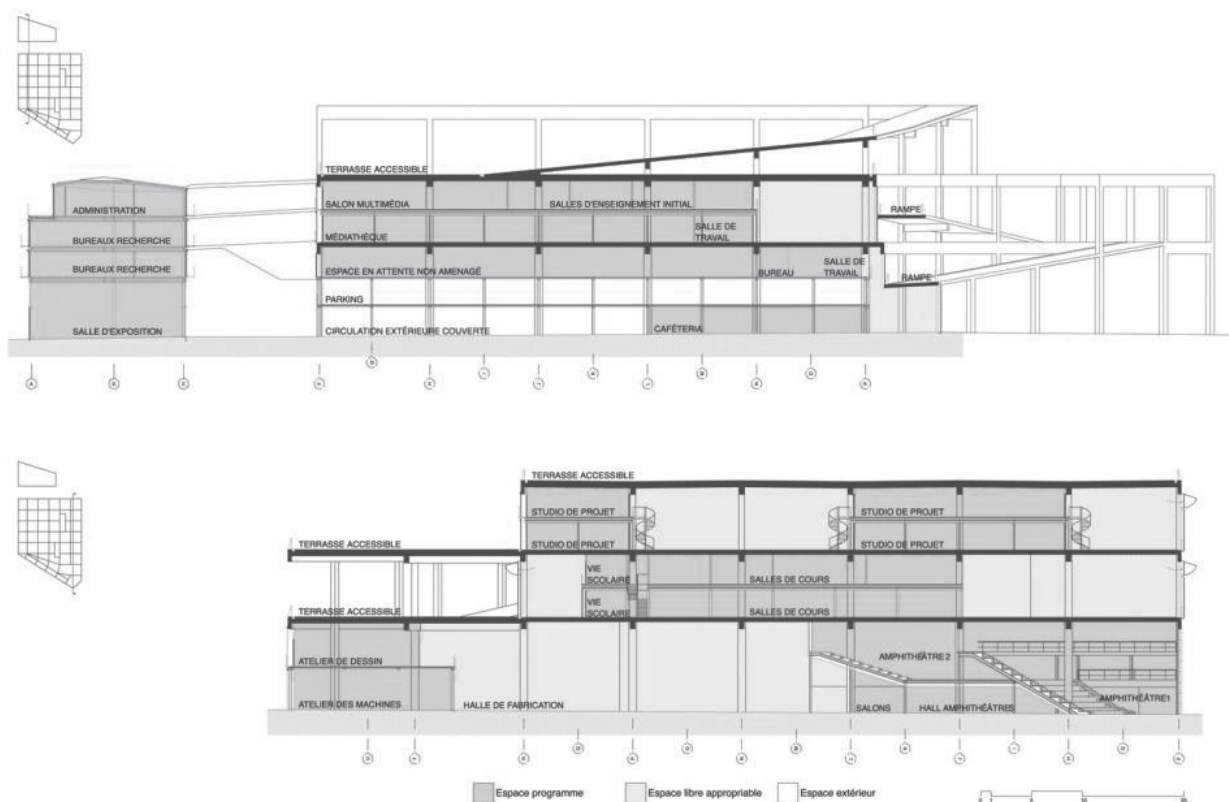 TERRASSE ACCESSIBLE
ADMINISTRATION
SALON MULTIMÉDIA
SALLES D'ENSEIGNEMENT INITIAL
RAMPE
BUREAUX RECHERCHE
MÉDIATHÈQUE
SALLE DE
TRAVAIL
BUREAUX RECHERCHE
ESPACE EN ATTENTE NON AMENAGÉ
BUREAU
SALLE DE
TRAVAIL
RAMPE
PARKING
SALLE D'EXPOSITION
CIRCULATION EXTÉRIEURE COUVERTE
CAFÉTERIA
TERRASSE ACCESSIBLE
STUDIO DE PROJET
STUDIO DE PROJET
TERRASSE ACCESSIBLE
STUDIO DE PROJET
STUDIO DE PROJET
VIE
SCOLAIRE
SALLES DE COURS
TERRASSE ACCESSIBLE
VIE
SCOLAIRE
SALLES DE COURS
ATELIER DE DESSIN
AMPHITHÉÂTRE 2
ATELIER DES MACHINES
HALLE DE FABRICATION
SALONS
HALL AMPHITHÉÂTRES
AMPHITHÉÂTRE1
Espace programme
Espace libre appropriable
Espace extérieur